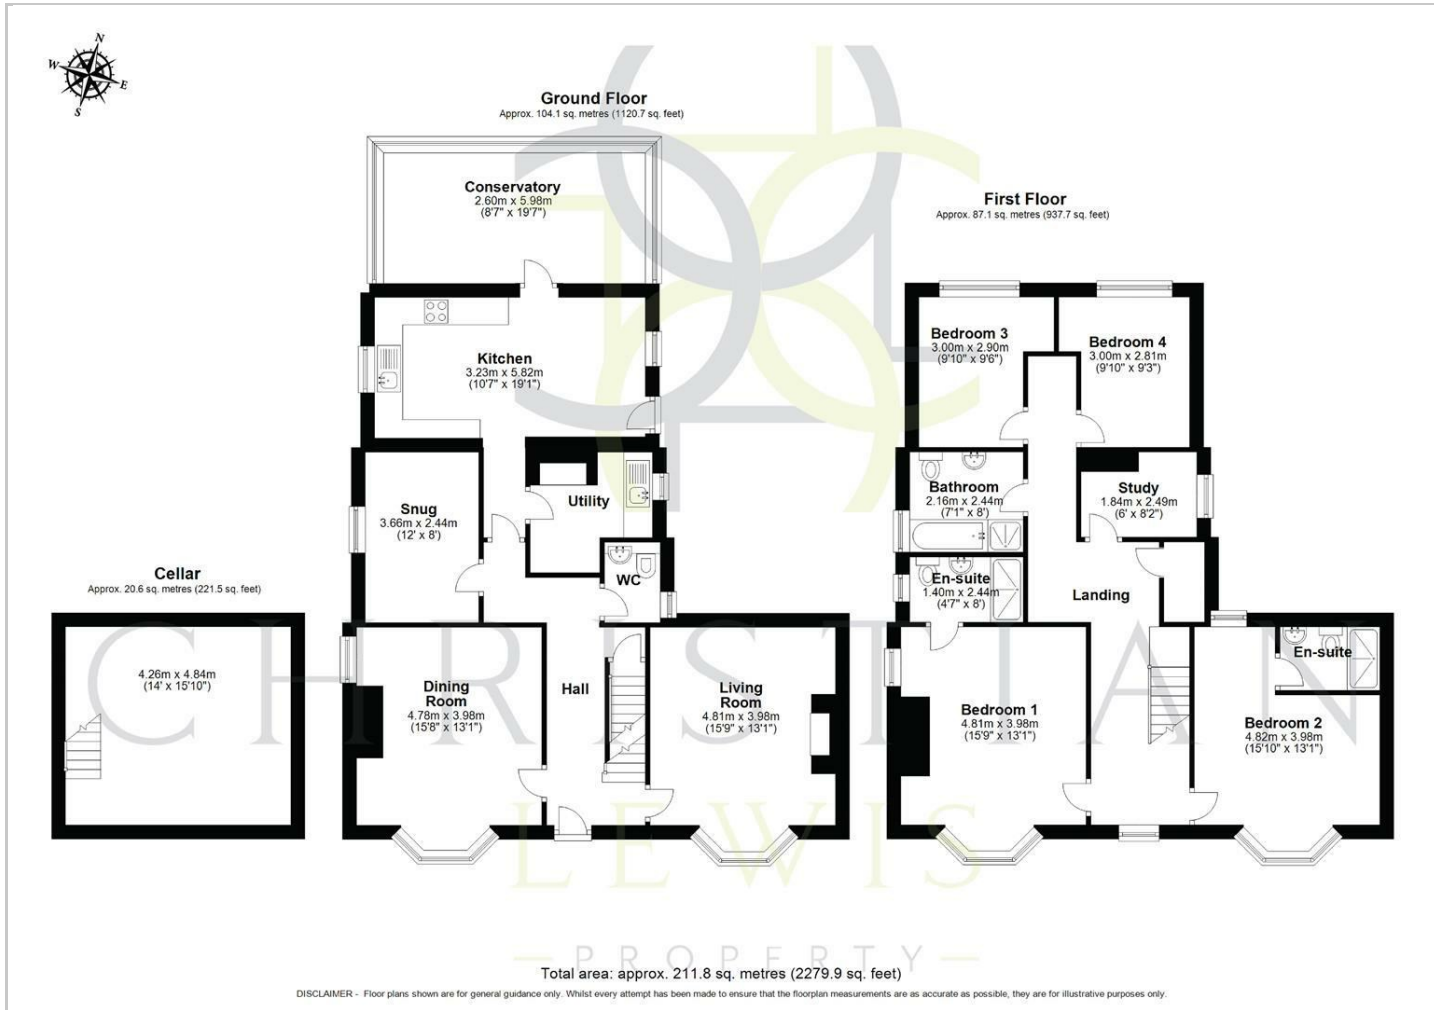 N
W
E
S
Ground Floor
Approx. 104.1 sq. metres (1120.7 sq. feet)
Conservatory
2.60m x 5.98m
(8'7" x 19'7")
Kitchen
3.23m x 5.82m
(10'7" x 19'1")
Snug
3.66m x 2.44m
(12' x 8')
Utility
WC
Dining
Room
4.78m x 3.98m
(15'8" x 13'1")
Hall
Living
Room
4.81m x 3.98m
(15'9" x 13'1")
Cellar
Approx. 20.6 sq. metres (221.5 sq. feet)
4.26m x 4.84m
(14' x 15'10")
First Floor
Approx. 87.1 sq. metres (937.7 sq. feet)
Bedroom 3
3.00m x 2.90m
(9'10" x 9'6")
Bedroom 4
3.00m x 2.81m
(9'10" x 9'3")
Bathroom
2.16m x 2.44m
(7'1" x 8')
Study
1.84m x 2.49m
(6' x 8'2")
En-suite
1.40m x 2.44m
(4'7" x 8')
Landing
En-suite
Bedroom 1
4.81m x 3.98m
(15'9" x 13'1")
Bedroom 2
4.82m x 3.98m
(15'10" x 13'1")
CHRISTIAN
LEWIS
PROPERTY
Total area: approx. 211.8 sq. metres (2279.9 sq. feet)
DISCLAIMER - Floor plans shown are for general guidance only. Whilst every attempt has been made to ensure that the floorplan measurements are as accurate as possible, they are for illustrative purposes only.